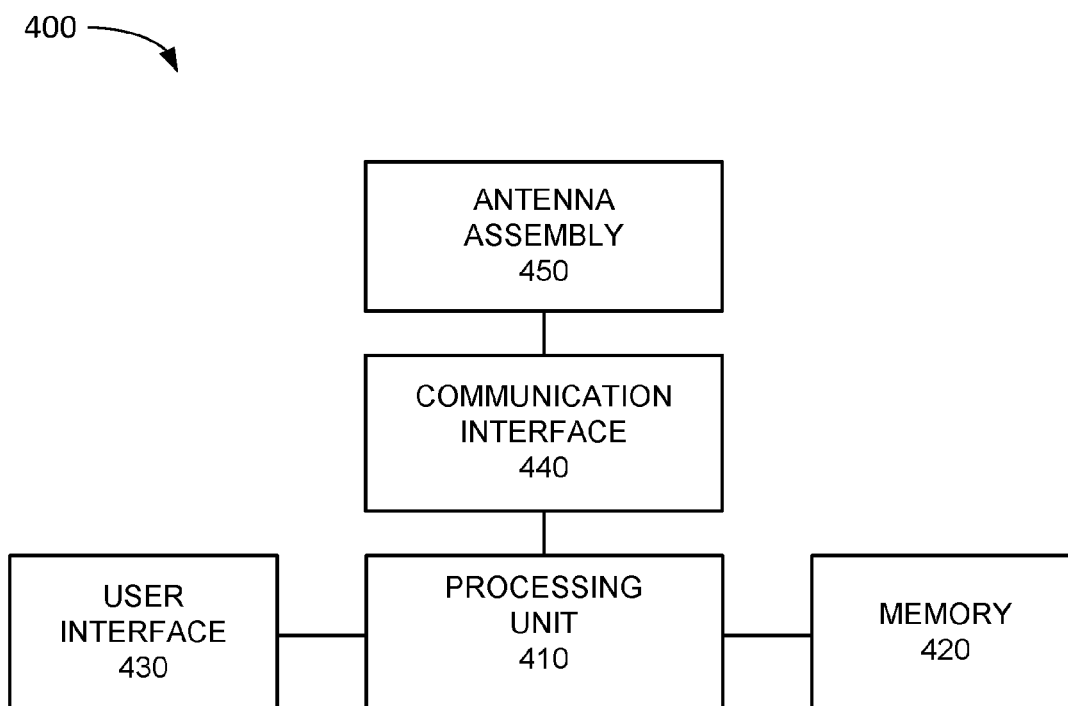 400
ANTENNA
ASSEMBLY
450
COMMUNICATION
INTERFACE
440
USER
INTERFACE
430
PROCESSING
UNIT
410
MEMORY
420